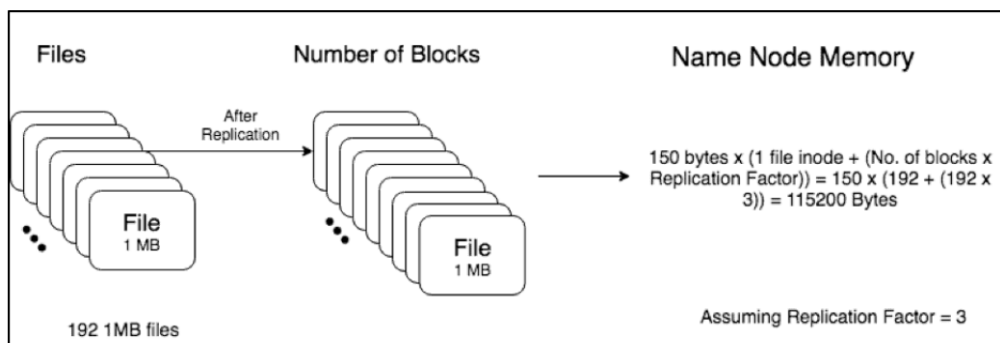 Files
Number of Blocks
Name Node Memory
After
Replication
150 bytes x (1 file inode + (No. of blocks x
Replication Factor)) = 150 x (192 + (192 x
3)) = 115200 Bytes
File
1 MB
File
1 MB
192 1MB files
Assuming Replication Factor = 3